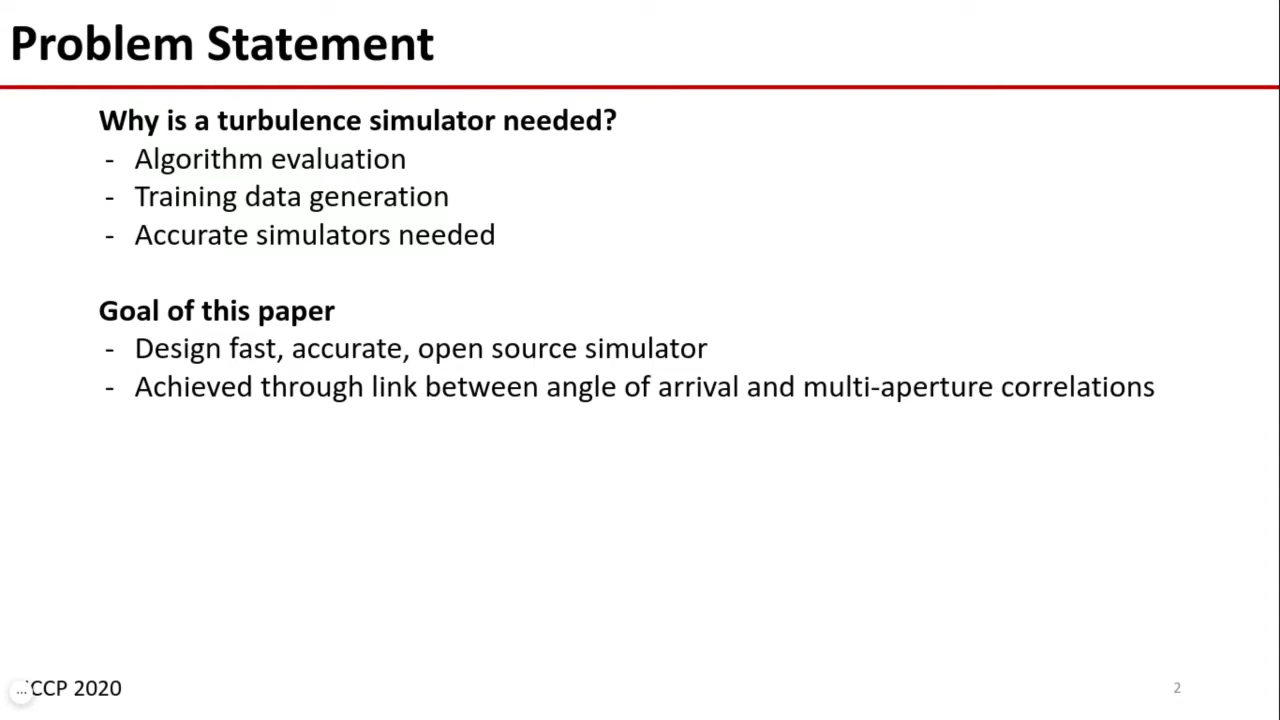 Problem Statement
Why is a turbulence simulator needed?
- Algorithm evaluation
- Training data generation
- Accurate simulators needed
Goal of this paper
- Design fast, accurate, open source simulator
- Achieved through link between angle of arrival and multi-aperture correlations
... CCP 2020
2